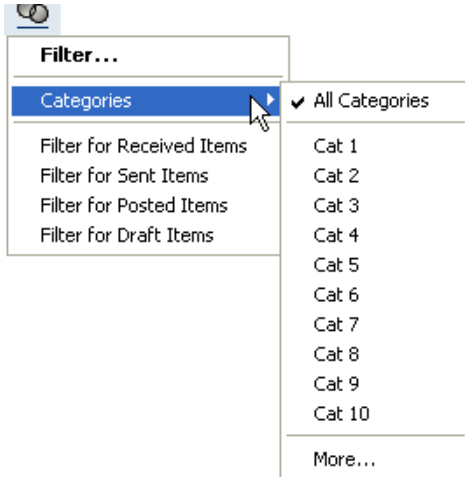 Filter...
Categories
Filter for Received Items
Filter for Sent Items
Filter for Posted Items
Filter for Draft Items
All Categories
Cat 1
Cat 2
Cat 3
Cat 4
Cat 5
Cat 6
Cat 7
Cat 8
Cat 9
Cat 10
More...